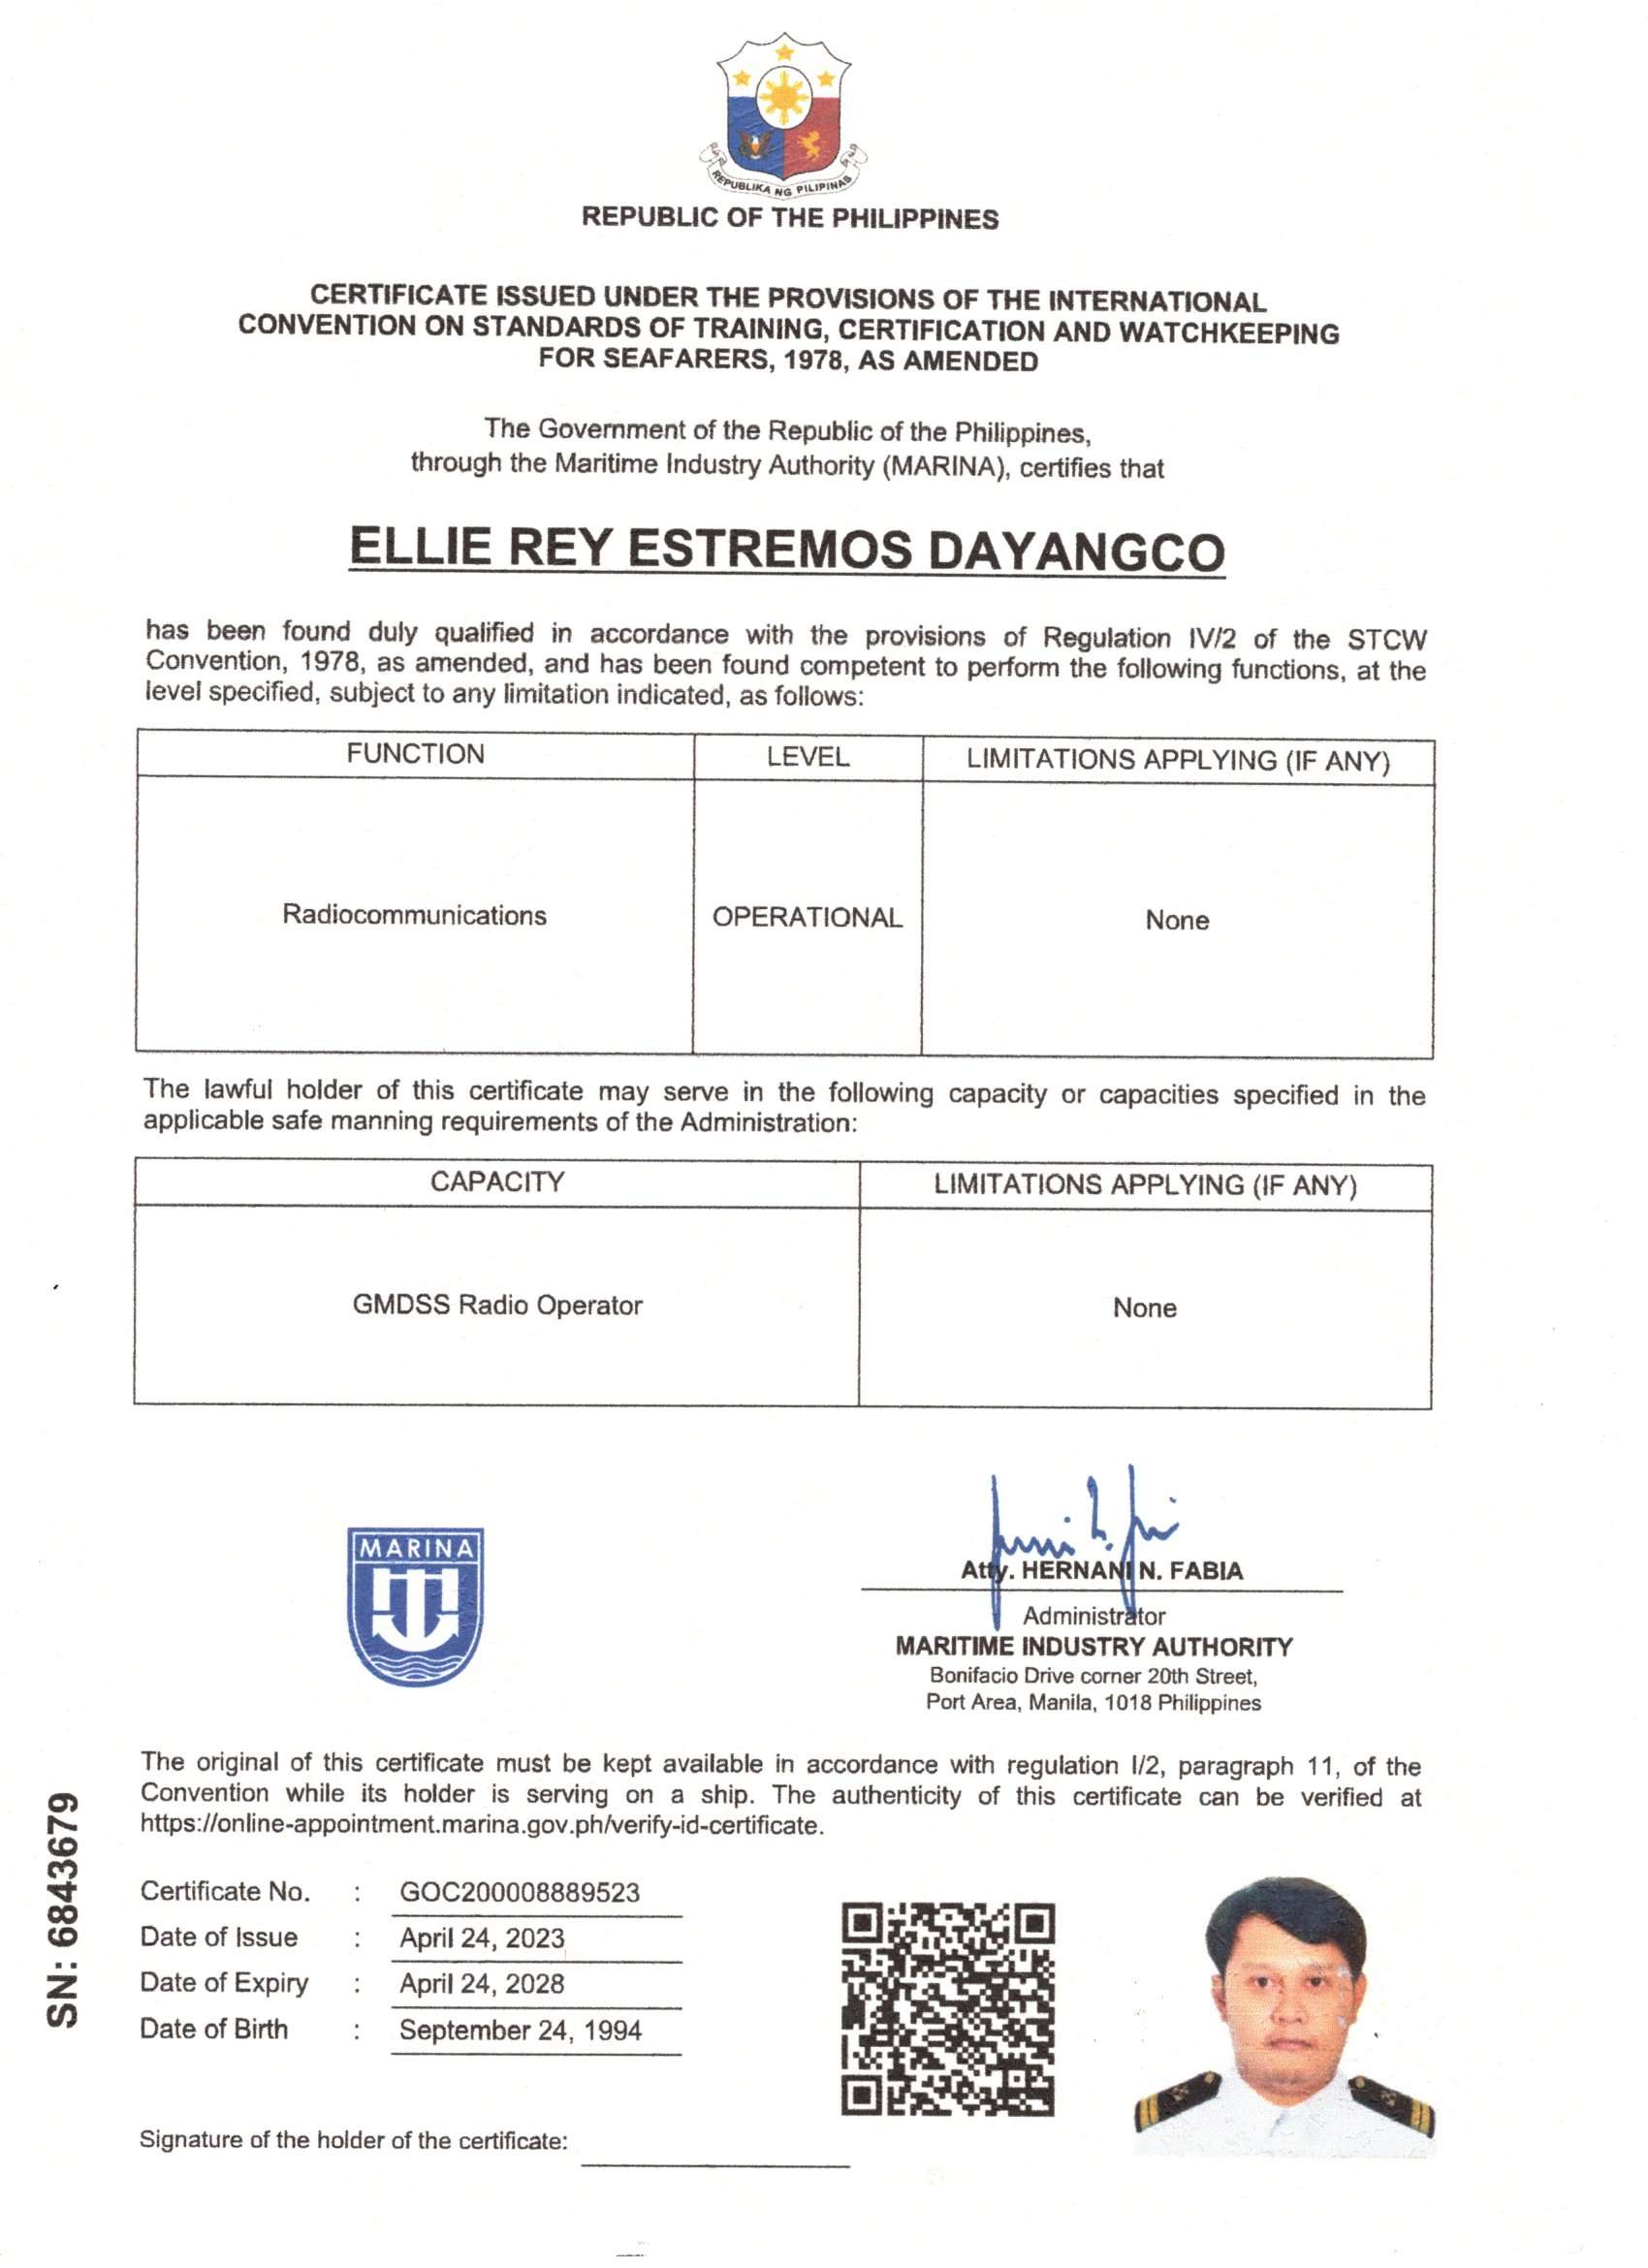 REPUBLIKA NG PILIPINAS
REPUBLIC OF THE PHILIPPINES
CERTIFICATE ISSUED UNDER THE PROVISIONS OF THE INTERNATIONAL
CONVENTION ON STANDARDS OF TRAINING, CERTIFICATION AND WATCHKEEPING
FOR SEAFARERS, 1978, AS AMENDED
The Government of the Republic of the Philippines,
through the Maritime Industry Authority (MARINA), certifies that
ELLIE REY ESTREMOS DAYANGCO
has been found duly qualified in accordance with the provisions of Regulation IV/2 of the STCW
Convention, 1978, as amended, and has been found competent to perform the following functions, at the
level specified, subject to any limitation indicated, as follows:
FUNCTION LEVEL LIMITATIONS APPLYING (IF ANY)
Radiocommunications OPERATIONAL None
The lawful holder of this certificate may serve in the following capacity or capacities specified in the
applicable safe manning requirements of the Administration:
CAPACITY LIMITATIONS APPLYING (IF ANY)
GMDSS Radio Operator None
MARINA
Atty. HERNANI N. FABIA
Administrator
MARITIME INDUSTRY AUTHORITY
Bonifacio Drive corner 20th Street,
Port Area, Manila, 1018 Philippines
The original of this certificate must be kept available in accordance with regulation I/2, paragraph 11, of the
Convention while its holder is serving on a ship. The authenticity of this certificate can be verified at
https://online-appointment.marina.gov.ph/verify-id-certificate.
Certificate No. : GOC200008889523
Date of Issue : April 24, 2023
Date of Expiry : April 24, 2028
Date of Birth : September 24, 1994
Signature of the holder of the certificate:
SN: 6843679